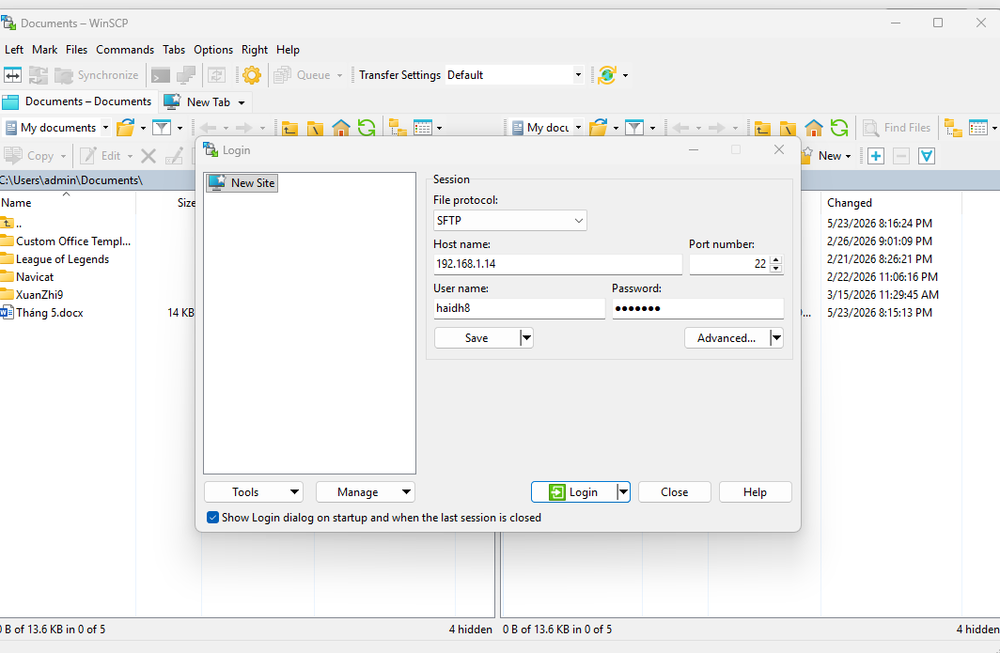 Documents – WinSCP
Left Mark Files Commands Tabs Options Right Help
Synchronize Queue Transfer Settings Default
Documents – Documents New Tab
My documents My docu Find Files
Copy Edit New
C:\Users\admin\Documents\
Name Size Changed
..
5/23/2026 8:16:24 PM
Custom Office Templ... 2/26/2026 9:01:09 PM
League of Legends 2/21/2026 8:26:21 PM
Navicat 2/22/2026 11:06:16 PM
XuanZhi9 3/15/2026 11:29:45 AM
Tháng 5.docx 14 KB 5/23/2026 8:15:13 PM
Login
New Site
Session
File protocol:
SFTP
Host name: Port number:
192.168.1.14 22
User name: Password:
haidh8 ●●●●●●●
Save Advanced...
Tools Manage Login Close Help
Show Login dialog on startup and when the last session is closed
0 B of 13.6 KB in 0 of 5 4 hidden 0 B of 13.6 KB in 0 of 5 4 hidden